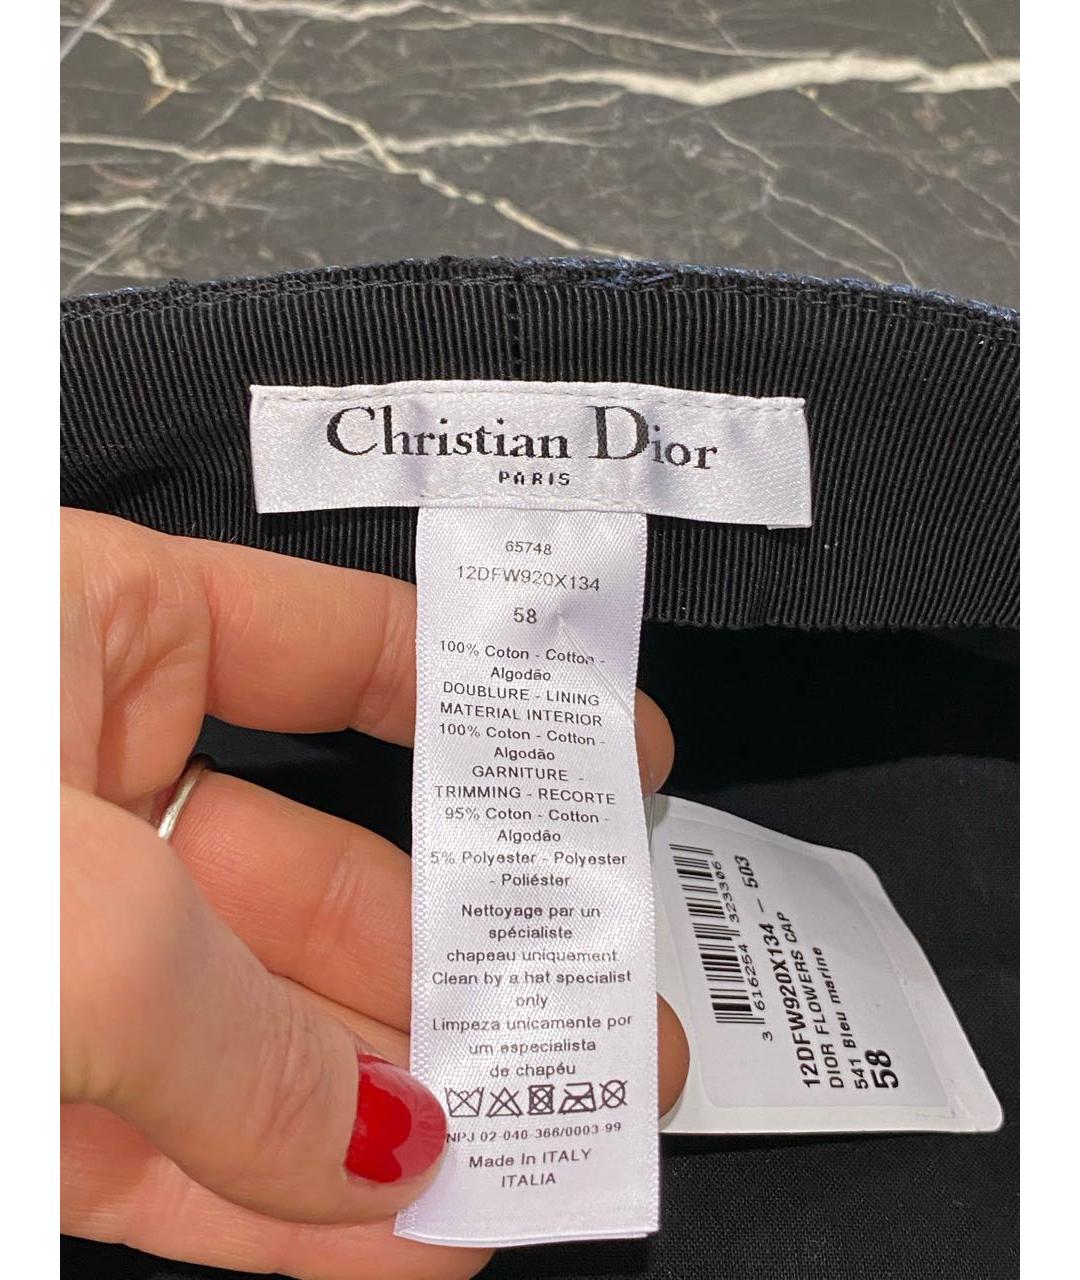 Christian Dior
PARIS
65748
12DFW920X134
58
100% Coton - Cotton -
Algodão
DOUBLURE - LINING
MATERIAL INTERIOR
100% Coton - Cotton -
Algodão
GARNITURE -
TRIMMING - RECORTE
95% Coton - Cotton -
Algodão
5% Polyester - Polyester
- Poliéster
Nettoyage par un
spécialiste
chapeau uniquement
Clean by a hat specialist
only
Limpeza unicamente por
um especialista
de chapéu
NPJ 02-040-366/0003-99
Made In ITALY
ITALIA
3 616254 323306
12DFW920X134 - 503
DIOR FLOWERS CAP
541 Bleu marine
58